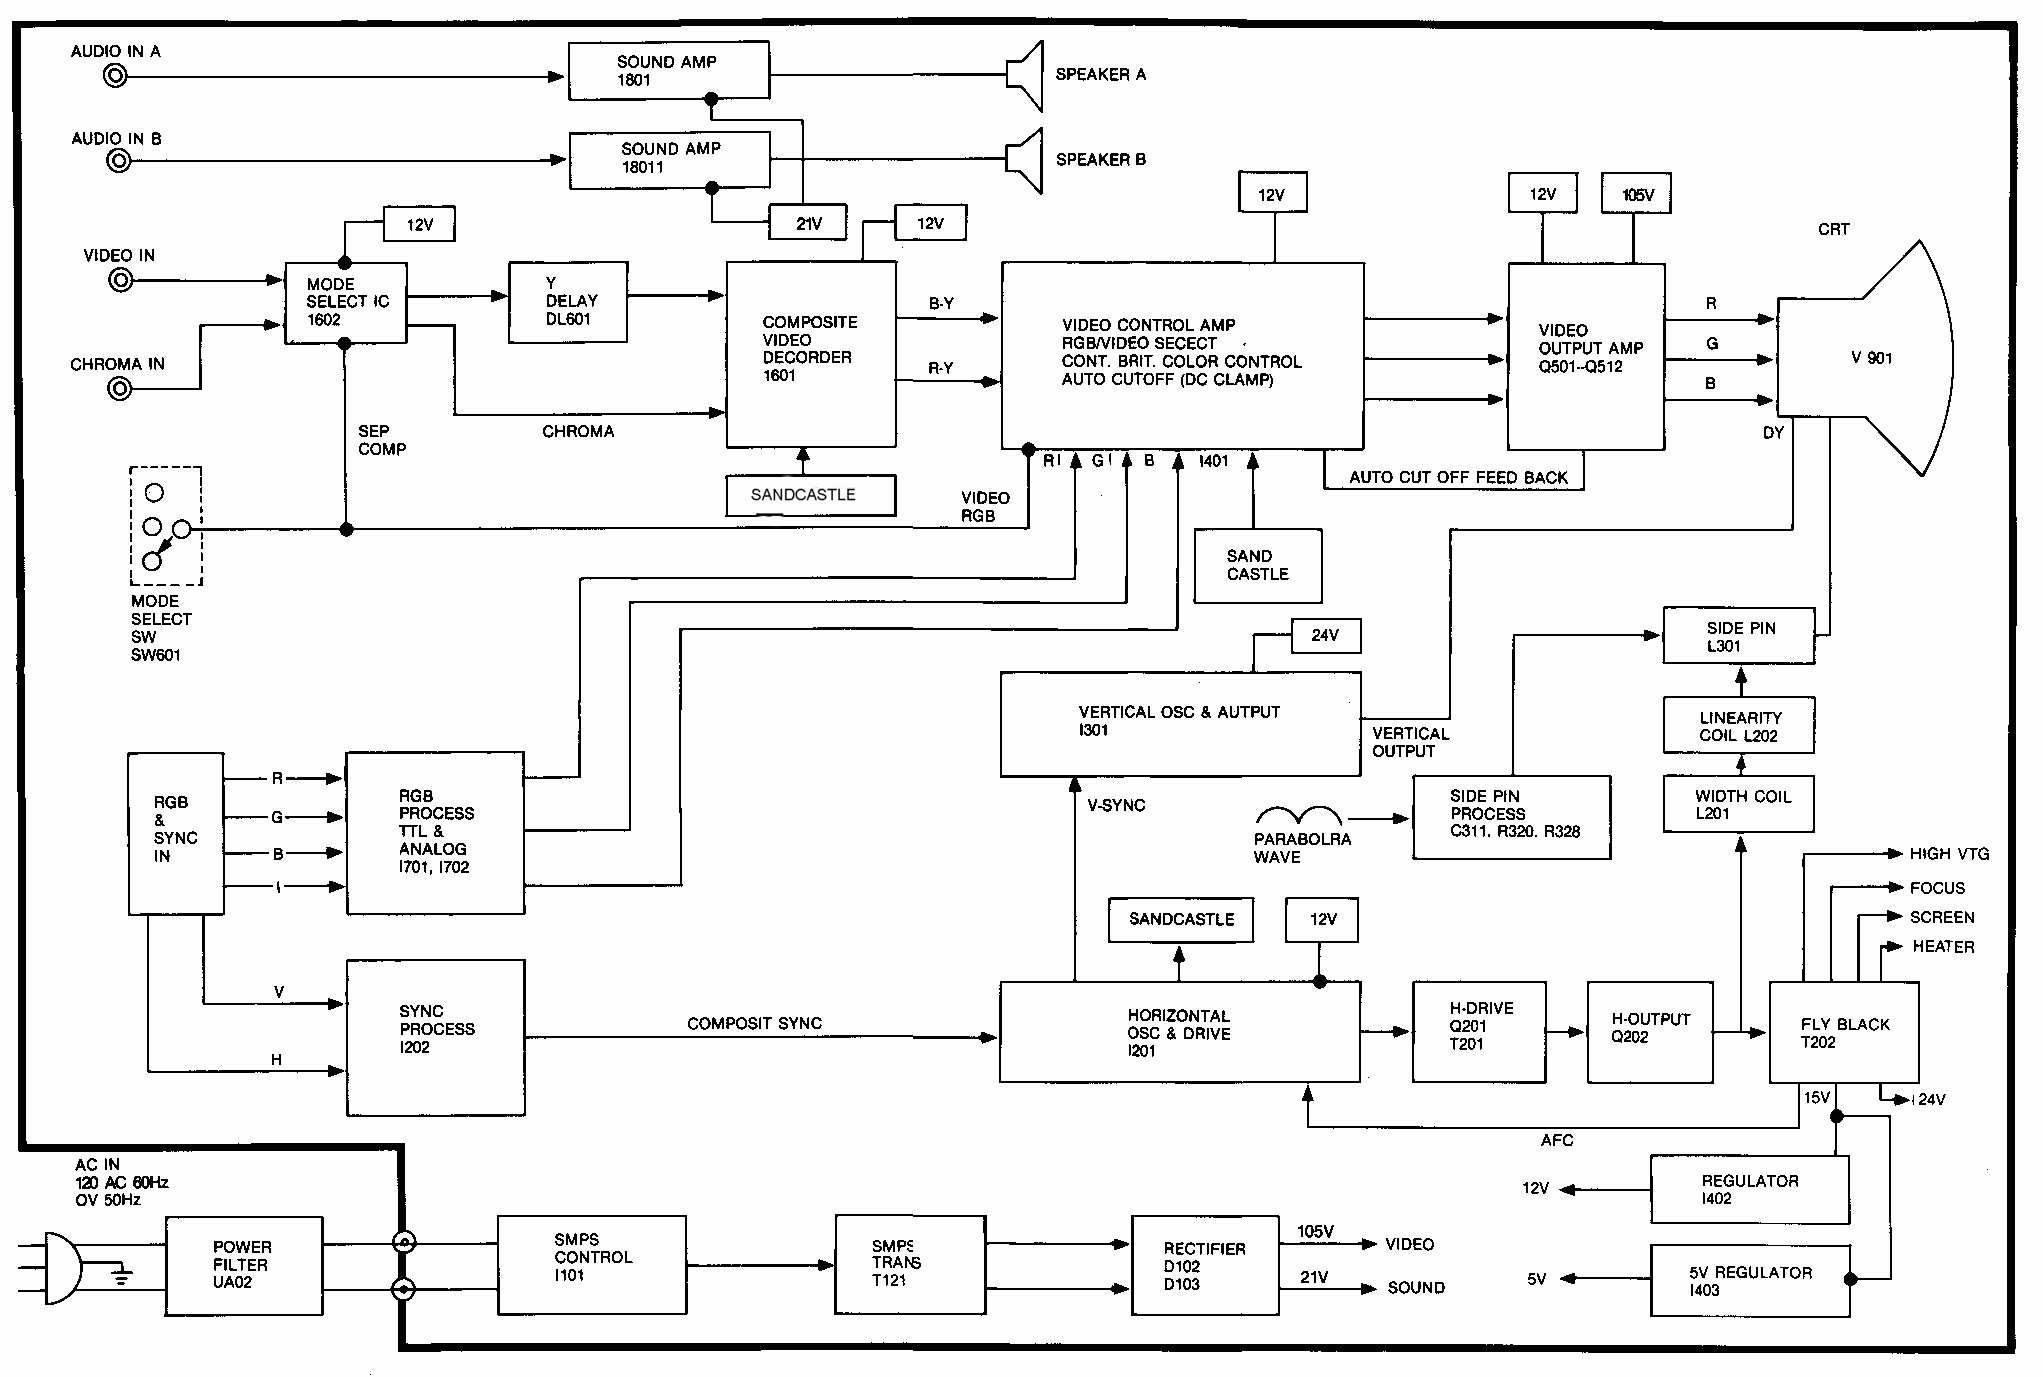 AUDIO IN A
SOUND AMP
1801
SPEAKER A
AUDIO IN B
SOUND AMP
18011
SPEAKER B
12V
21V
12V
12V
12V
105V
CRT
VIDEO IN
MODE
SELECT IC
1602
Y
DELAY
DL601
COMPOSITE
VIDEO
DECORDER
1601
B-Y
R-Y
VIDEO CONTROL AMP
RGB/VIDEO SECECT
CONT. BRIT. COLOR CONTROL
AUTO CUTOFF (DC CLAMP)
VIDEO
OUTPUT AMP
Q501--Q512
R
G
B
V 901
CHROMA IN
SEP
COMP
CHROMA
DY
R I
G I
B
I401
AUTO CUT OFF FEED BACK
SANDCASTLE
VIDEO
RGB
SAND
CASTLE
MODE
SELECT
SW
SW601
24V
SIDE PIN
L301
VERTICAL OSC & AUTPUT
I301
VERTICAL
OUTPUT
LINEARITY
COIL L202
RGB
&
SYNC
IN
R
G
B
I
RGB
PROCESS
TTL &
ANALOG
I701, I702
V-SYNC
PARABOLRA
WAVE
SIDE PIN
PROCESS
C311. R320. R328
WIDTH COIL
L201
HIGH VTG
FOCUS
SCREEN
HEATER
SANDCASTLE
12V
V
H
SYNC
PROCESS
I202
COMPOSIT SYNC
HORIZONTAL
OSC & DRIVE
I201
H-DRIVE
Q201
T201
H-OUTPUT
Q202
FLY BLACK
T202
15V
24V
AFC
AC IN
120 AC 60Hz
OV 50Hz
REGULATOR
I402
12V
POWER
FILTER
UA02
SMPS
CONTROL
I101
SMPS
TRANS
T121
RECTIFIER
D102
D103
105V
VIDEO
21V
SOUND
5V
5V REGULATOR
I403